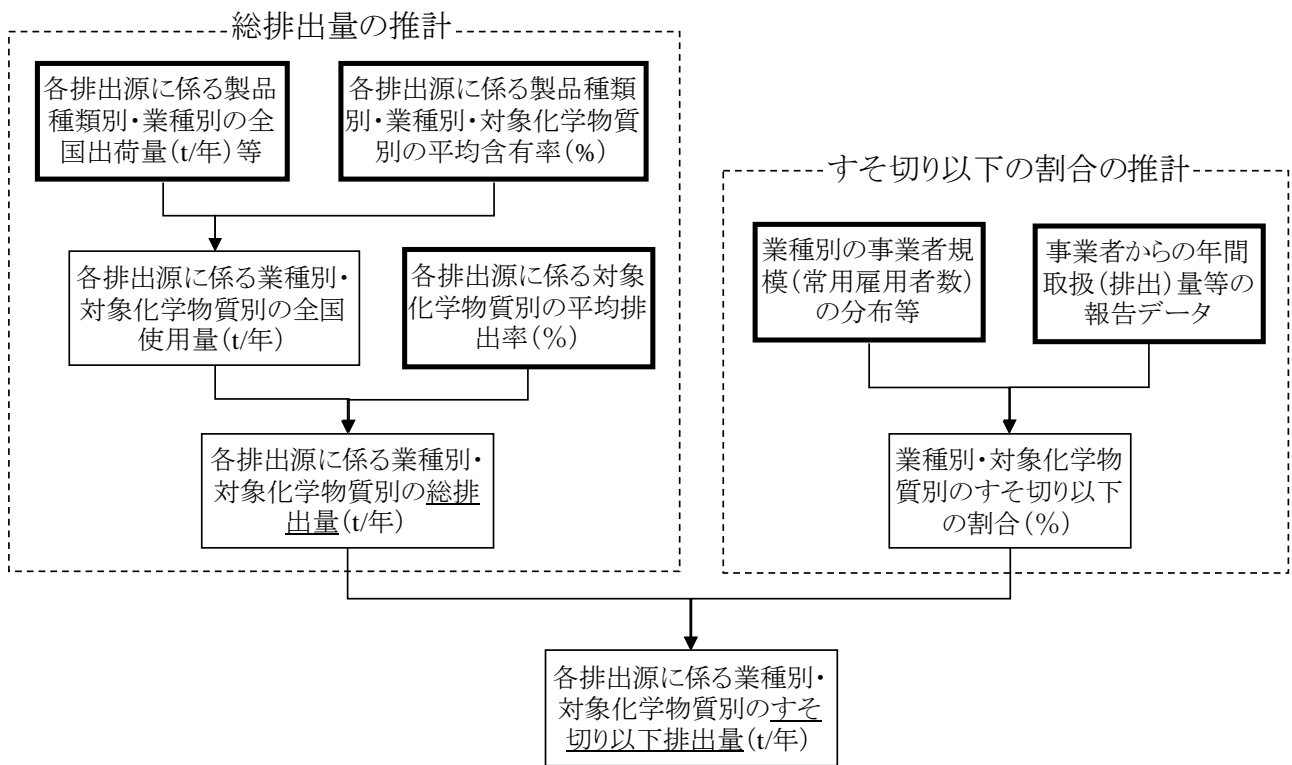 総排出量の推計
各排出源に係る製品
種類別・業種別の全
国出荷量(t/年)等
各排出源に係る製品種類
別・業種別・対象化学物質
別の平均含有率(%)
各排出源に係る業種別・
対象化学物質別の全国
使用量(t/年)
各排出源に係る対象
化学物質別の平均排
出率(%)
各排出源に係る業種別・
対象化学物質別の総排
出量(t/年)
すそ切り以下の割合の推計
業種別の事業者規
模(常用雇用者数)
の分布等
事業者からの年間
取扱(排出)量等の
報告データ
業種別・対象化学物
質別のすそ切り以下
の割合(%)
各排出源に係る業種別・
対象化学物質別のすそ
切り以下排出量(t/年)